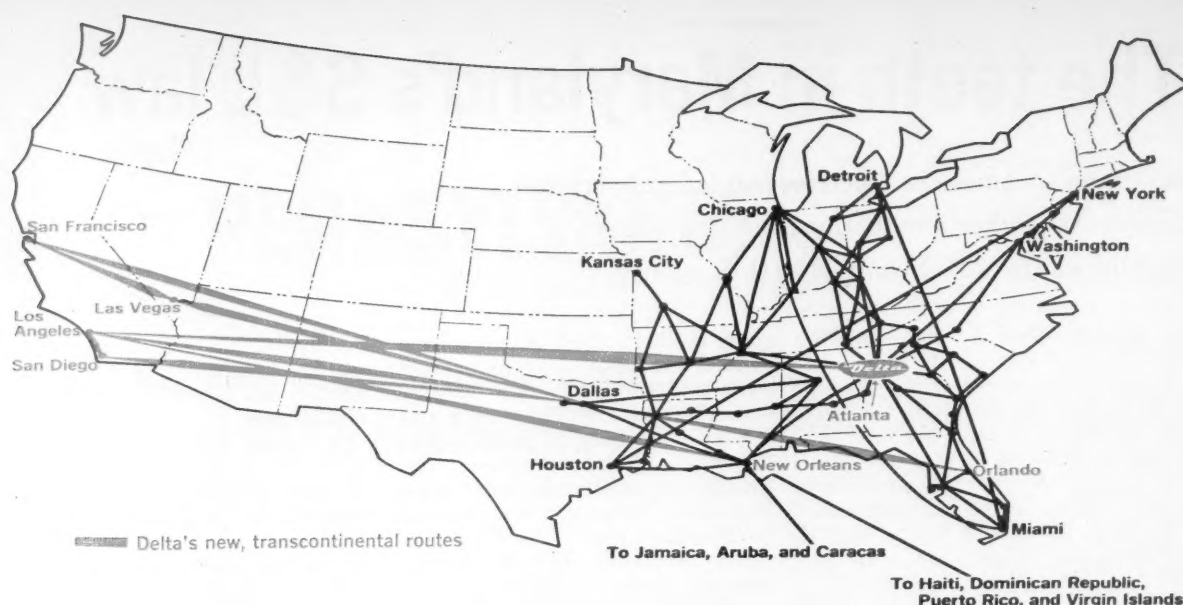 Detroit
New York
Chicago
San Francisco
Washington
Kansas City
Las Vegas
Los
Angeles
San Diego
Delta
Dallas
Atlanta
Houston
New Orleans
Orlando
Miami
Delta's new, transcontinental routes
To Jamaica, Aruba, and Caracas
To Haiti, Dominican Republic,
Puerto Rico, and Virgin Islands